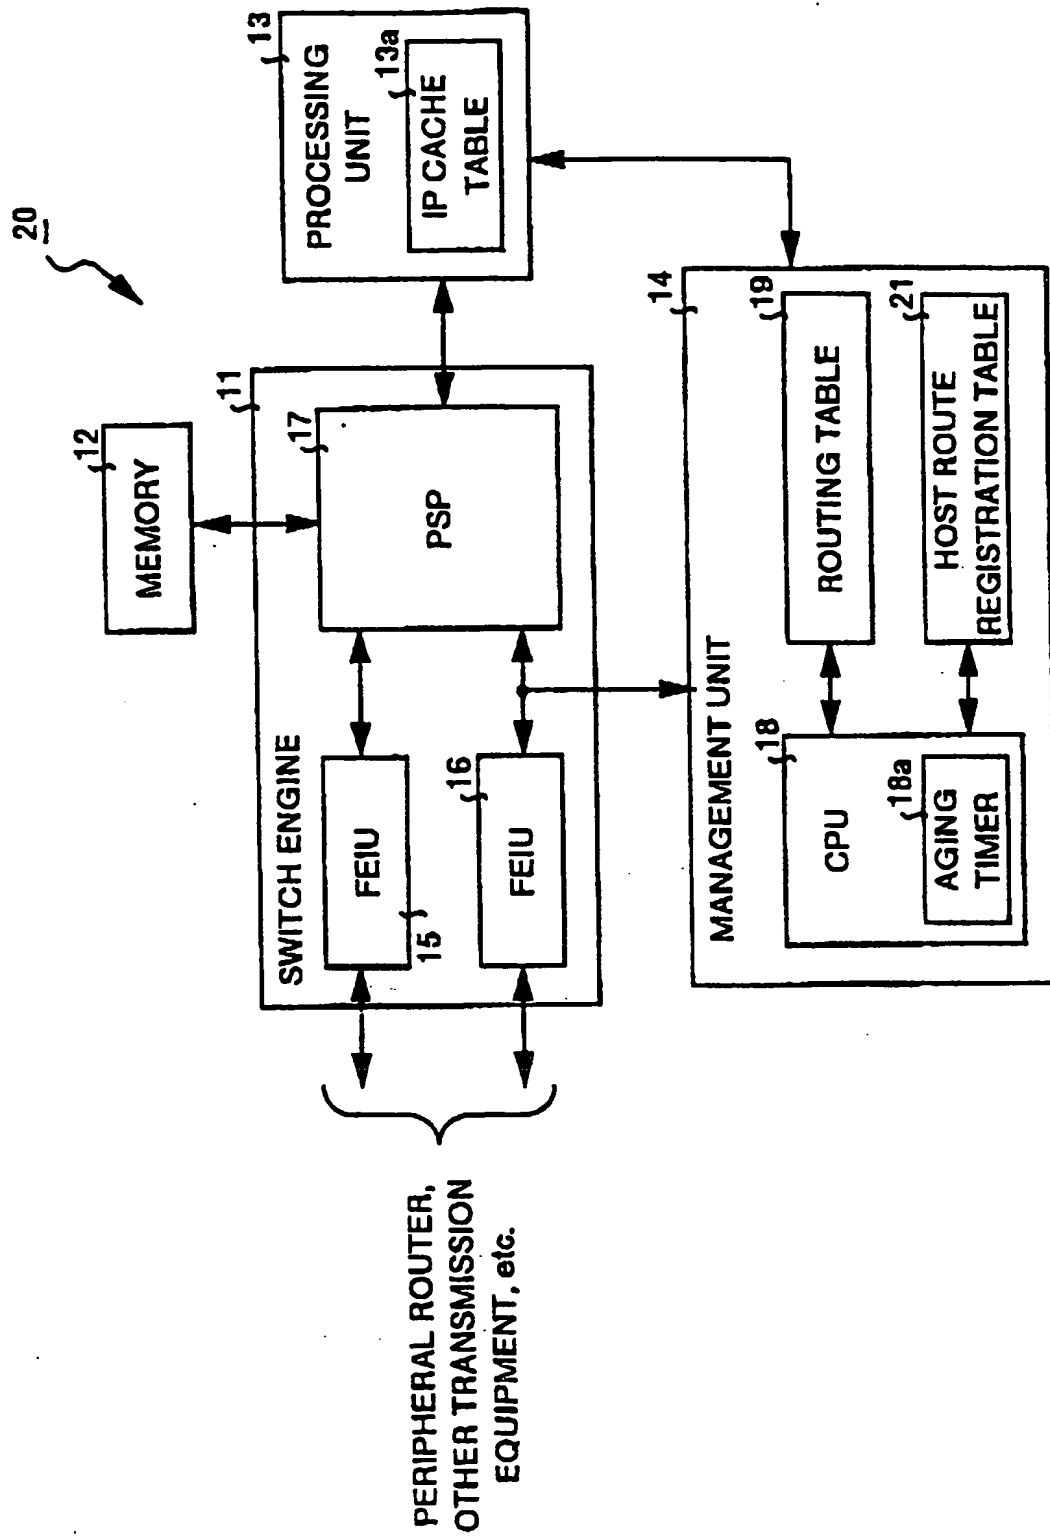 20
12
MEMORY
13
PROCESSING
UNIT
13a
IP CACHE
TABLE
11
SWITCH ENGINE
17
PSP
FEIU
15
16
FEIU
PERIPHERAL ROUTER,
OTHER TRANSMISSION
EQUIPMENT, etc.
14
MANAGEMENT UNIT
18
CPU
18a
AGING
TIMER
19
ROUTING TABLE
21
HOST ROUTE
REGISTRATION TABLE